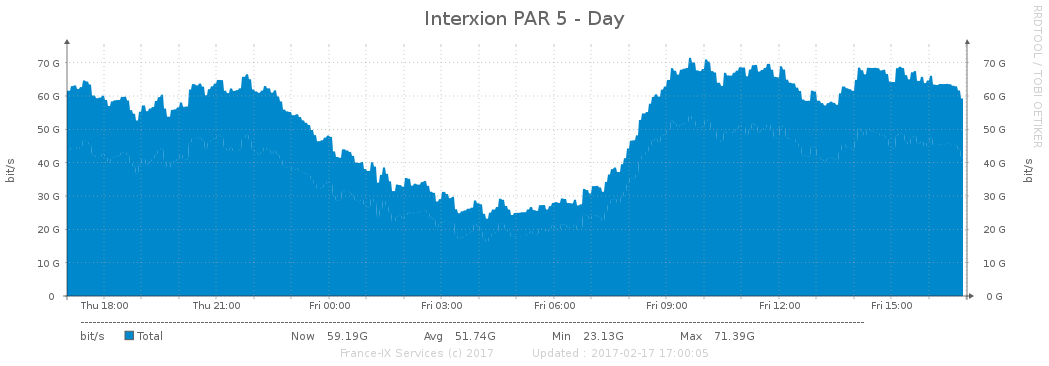 Interxion PAR 5 - Day
RRDTOOL / TOBI OETIKER
bit/s
70 G
60 G
50 G
40 G
30 G
20 G
10 G
0
70 G
60 G
50 G
40 G
30 G
20 G
10 G
0 G
bit/s
Thu 18:00 Thu 21:00 Fri 00:00 Fri 03:00 Fri 06:00 Fri 09:00 Fri 12:00 Fri 15:00
bit/s Total Now 59.19G Avg 51.74G Min 23.13G Max 71.39G
France-IX Services (c) 2017 Updated : 2017-02-17 17:00:05